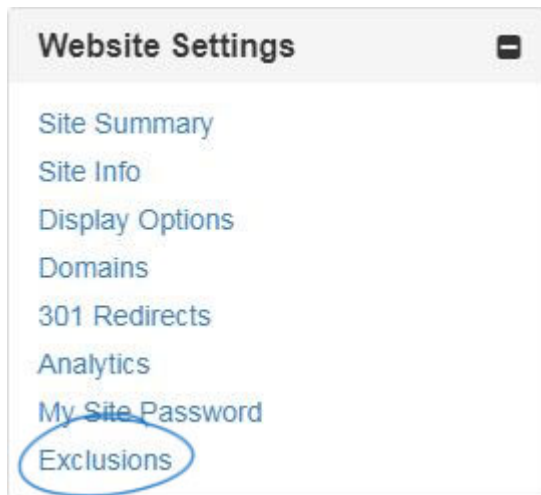 Website Settings
Site Summary
Site Info
Display Options
Domains
301 Redirects
Analytics
My Site Password
Exclusions